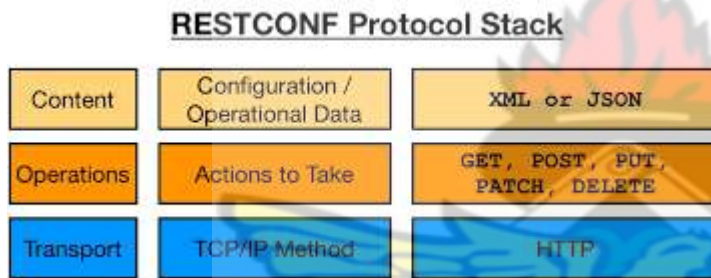 RESTCONF Protocol Stack
Content
Configuration /
Operational Data
XML or JSON
Operations
Actions to Take
GET, POST, PUT,
PATCH, DELETE
Transport
TCP/IP Method
HTTP